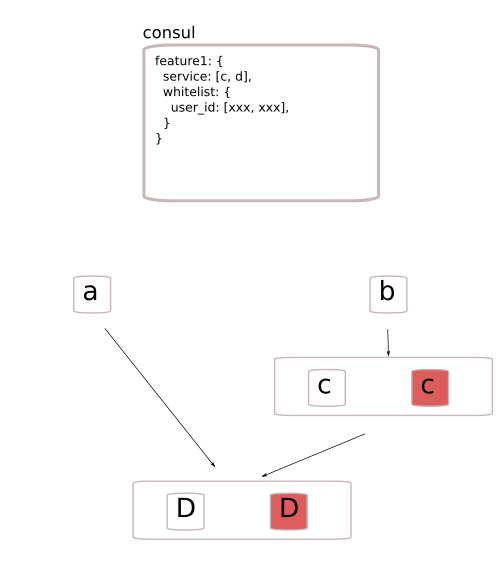 consul
feature1: {
  service: [c, d],
  whitelist: {
    user_id: [xxx, xxx],
  }
}
a
b
c
c
D
D